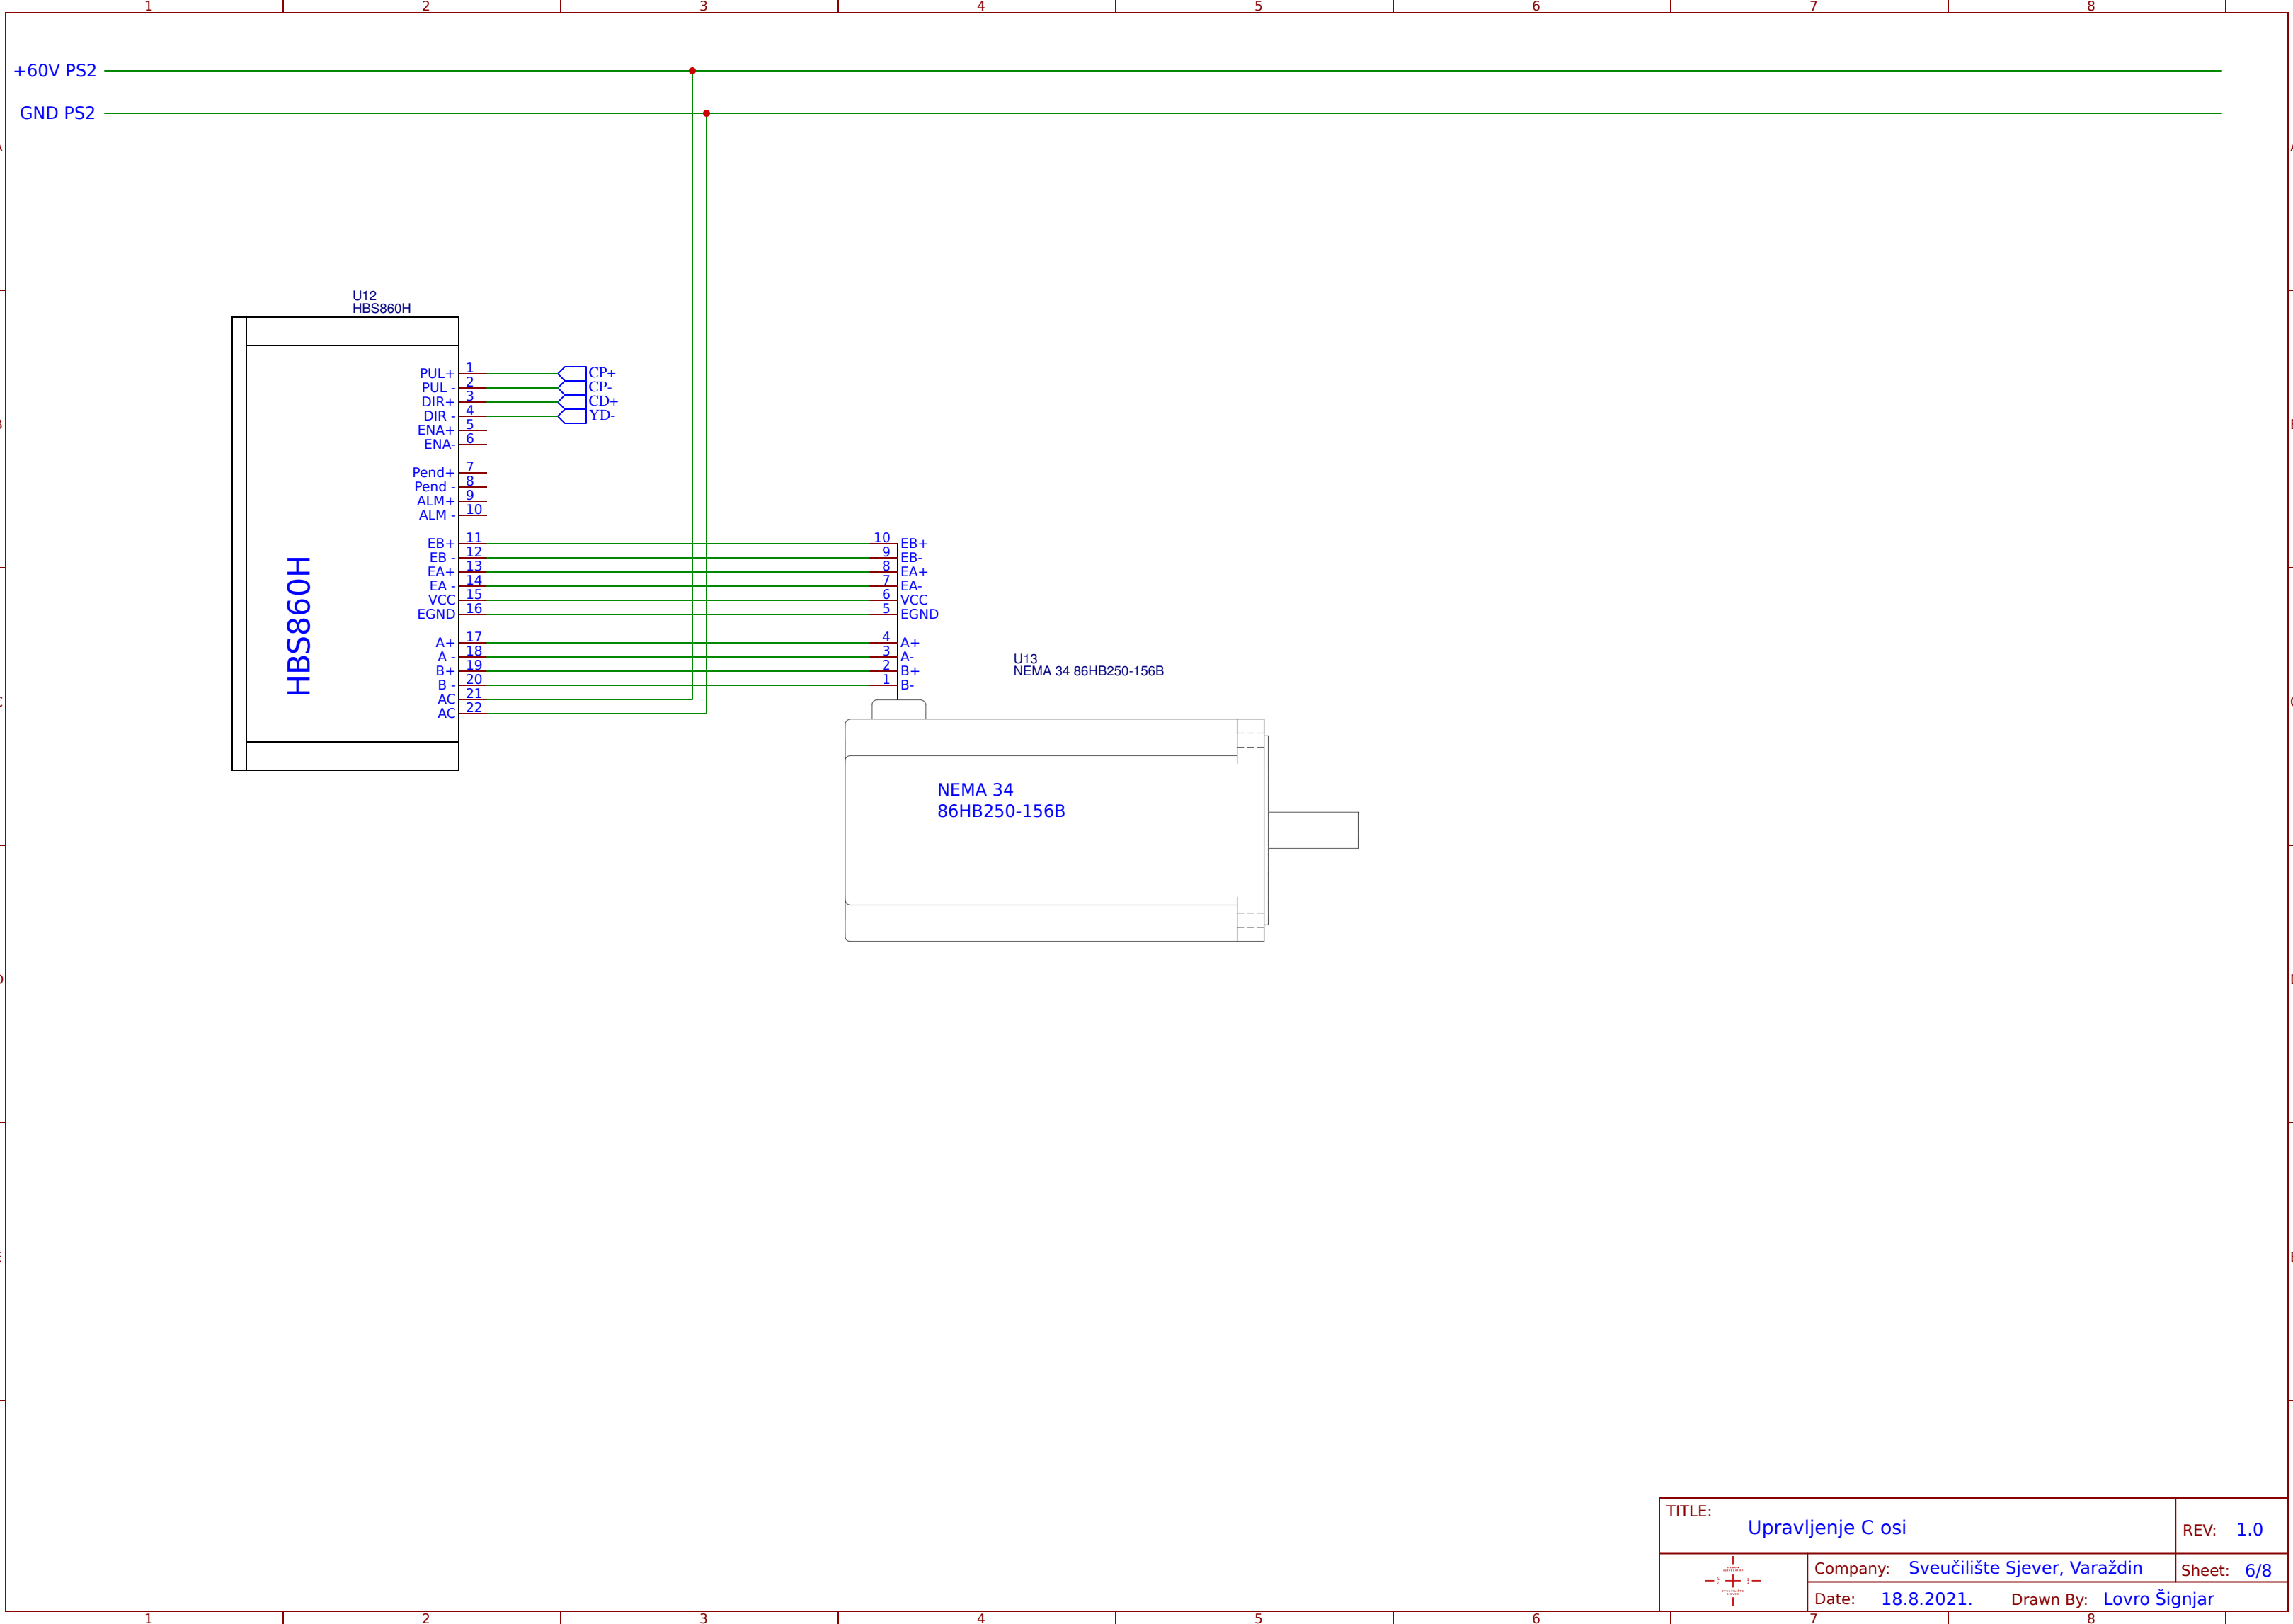 1 2 3 4 5 6 7 8
+60V PS2
GND PS2
U12
HBS860H
PUL+ 1 CP+
PUL - 2 CP-
DIR+ 3 CD+
DIR - 4 YD-
ENA+ 5
ENA- 6
Pend+ 7
Pend - 8
ALM+ 9
ALM - 10
EB+ 11 10 EB+
EB - 12 9 EB-
EA+ 13 8 EA+
EA - 14 7 EA-
VCC 15 6 VCC
EGND 16 5 EGND
A+ 17 4 A+
A - 18 3 A-
B+ 19 2 B+
B - 20 1 B-
AC 21
AC 22
HBS860H
U13
NEMA 34 86HB250-156B
NEMA 34
86HB250-156B
TITLE:
Upravljenje C osi
REV: 1.0
Company: Sveučilište Sjever, Varaždin
Sheet: 6/8
Date: 18.8.2021.
Drawn By: Lovro Šignjar
1 2 3 4 5 6 7 8